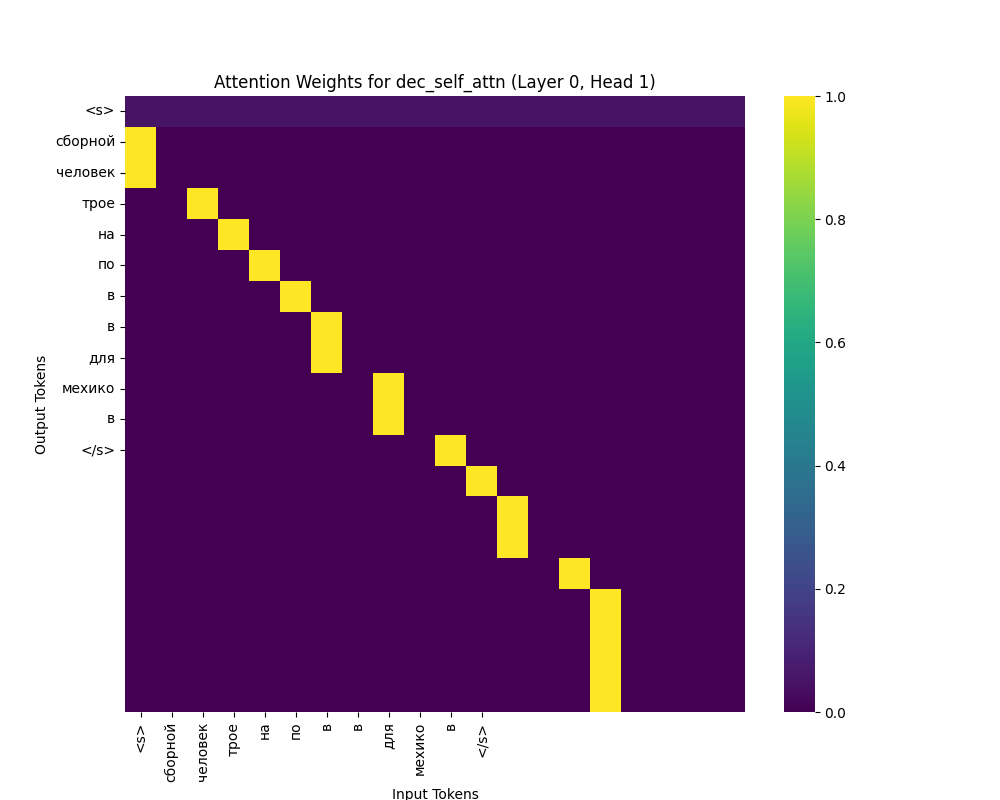 Attention Weights for dec_self_attn (Layer 0, Head 1)
Output Tokens
<s>
сборной
человек
трое
на
по
в
в
для
мехико
в
</s>
<s>
сборной
человек
трое
на
по
в
в
для
мехико
в
</s>
Input Tokens
1.0
0.8
0.6
0.4
0.2
0.0